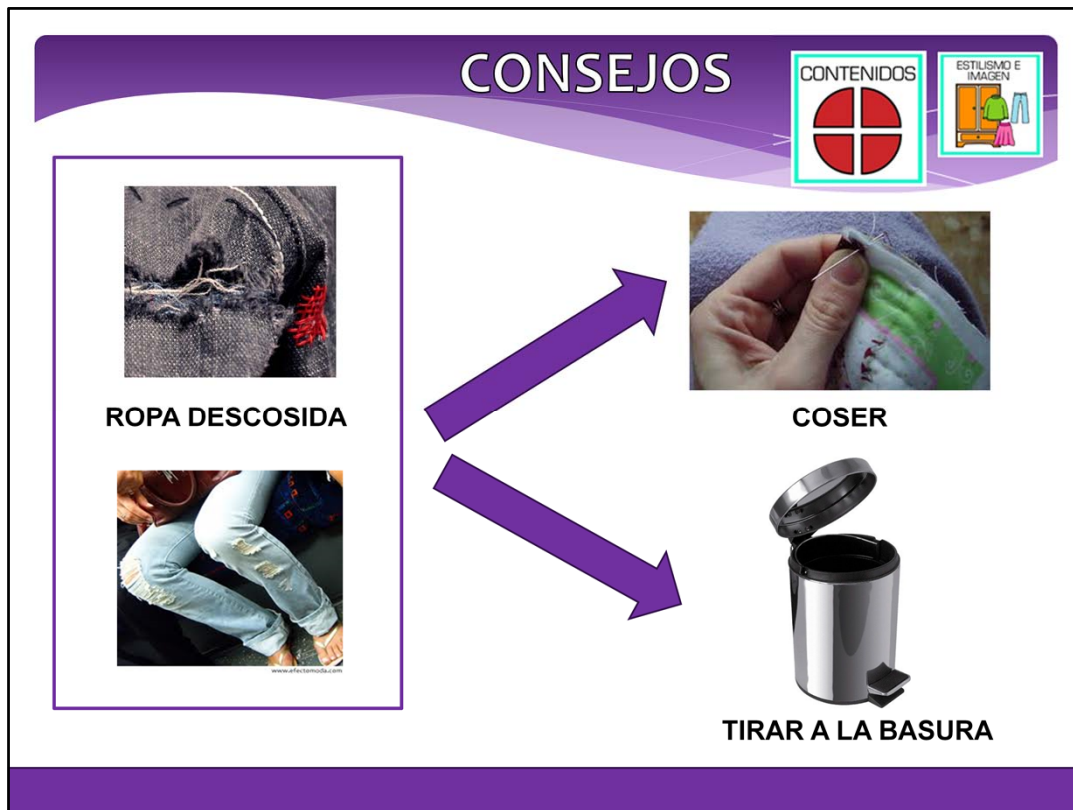 CONSEJOS
CONTENIDOS
ESTILISMO E
IMAGEN
ROPA DESCOSIDA
www.efectomoda.com
COSER
TIRAR A LA BASURA